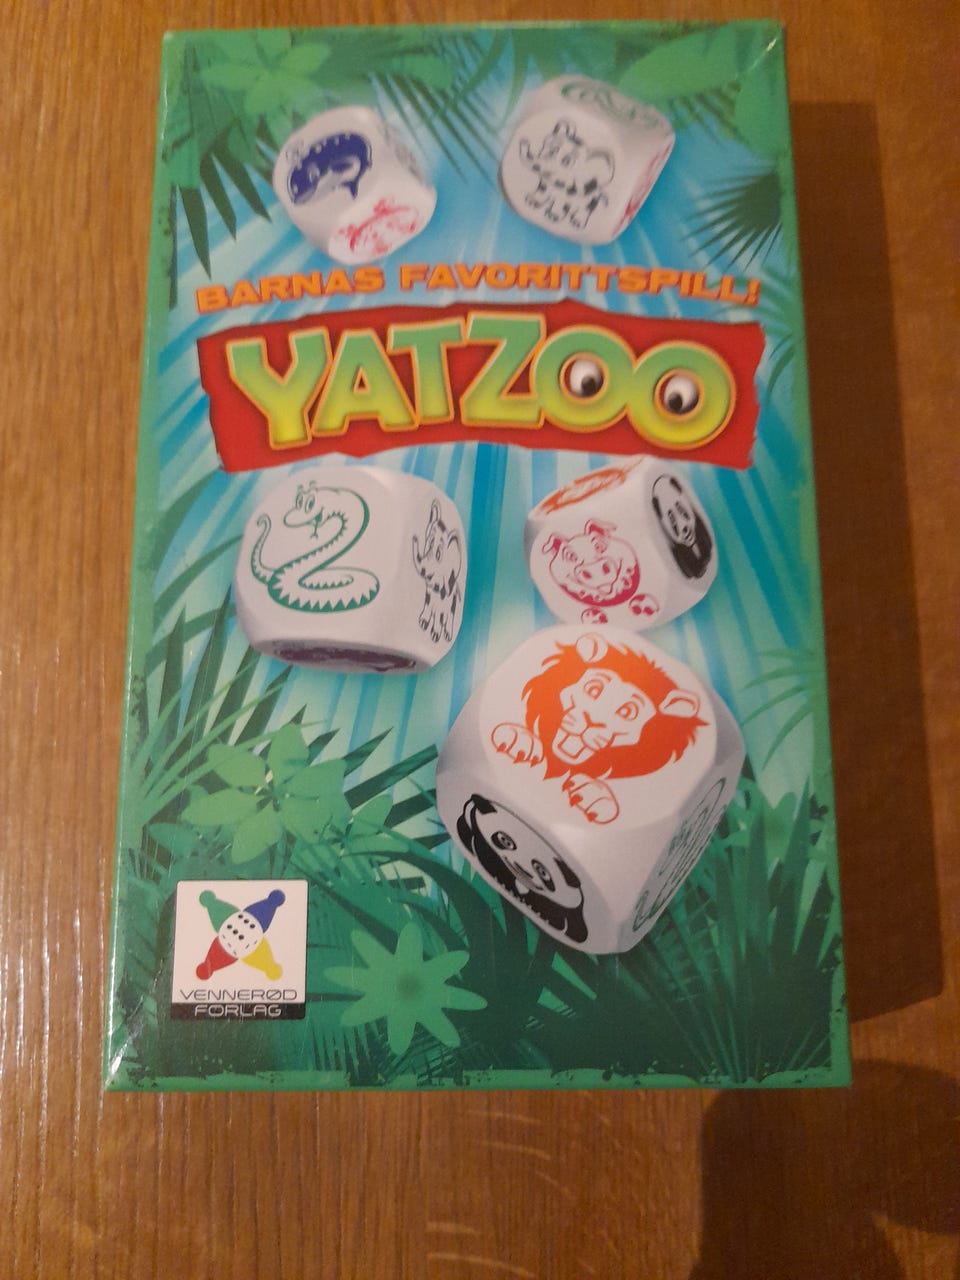 BARNAS FAVORITTSPILL!
YATZOO
VENNERØD
FORLAG